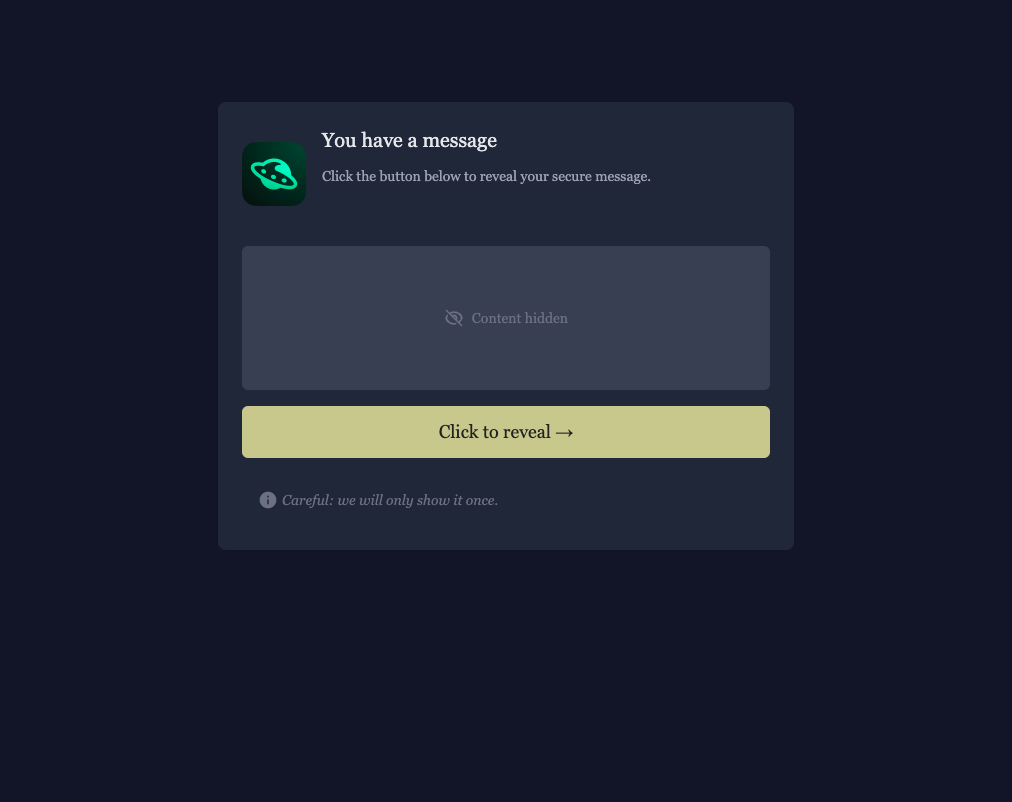 You have a message
Click the button below to reveal your secure message.
Content hidden
Click to reveal →
Careful: we will only show it once.